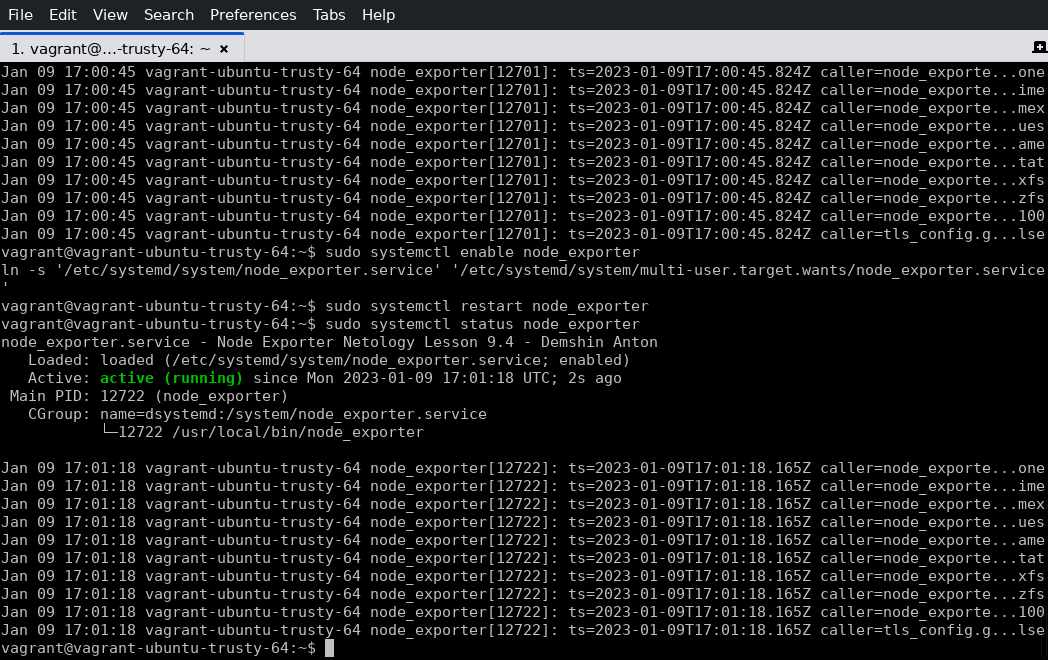 File Edit View Search Preferences Tabs Help
1. vagrant@...-trusty-64: ~ ×
Jan 09 17:00:45 vagrant-ubuntu-trusty-64 node_exporter[12701]: ts=2023-01-09T17:00:45.824Z caller=node_exporte...one
Jan 09 17:00:45 vagrant-ubuntu-trusty-64 node_exporter[12701]: ts=2023-01-09T17:00:45.824Z caller=node_exporte...ime
Jan 09 17:00:45 vagrant-ubuntu-trusty-64 node_exporter[12701]: ts=2023-01-09T17:00:45.824Z caller=node_exporte...mex
Jan 09 17:00:45 vagrant-ubuntu-trusty-64 node_exporter[12701]: ts=2023-01-09T17:00:45.824Z caller=node_exporte...ues
Jan 09 17:00:45 vagrant-ubuntu-trusty-64 node_exporter[12701]: ts=2023-01-09T17:00:45.824Z caller=node_exporte...ame
Jan 09 17:00:45 vagrant-ubuntu-trusty-64 node_exporter[12701]: ts=2023-01-09T17:00:45.824Z caller=node_exporte...tat
Jan 09 17:00:45 vagrant-ubuntu-trusty-64 node_exporter[12701]: ts=2023-01-09T17:00:45.824Z caller=node_exporte...xfs
Jan 09 17:00:45 vagrant-ubuntu-trusty-64 node_exporter[12701]: ts=2023-01-09T17:00:45.824Z caller=node_exporte...zfs
Jan 09 17:00:45 vagrant-ubuntu-trusty-64 node_exporter[12701]: ts=2023-01-09T17:00:45.824Z caller=node_exporte...100
Jan 09 17:00:45 vagrant-ubuntu-trusty-64 node_exporter[12701]: ts=2023-01-09T17:00:45.824Z caller=tls_config.g...lse
vagrant@vagrant-ubuntu-trusty-64:~$ sudo systemctl enable node_exporter
ln -s '/etc/systemd/system/node_exporter.service' '/etc/systemd/system/multi-user.target.wants/node_exporter.service
'
vagrant@vagrant-ubuntu-trusty-64:~$ sudo systemctl restart node_exporter
vagrant@vagrant-ubuntu-trusty-64:~$ sudo systemctl status node_exporter
node_exporter.service - Node Exporter Netology Lesson 9.4 - Demshin Anton
   Loaded: loaded (/etc/systemd/system/node_exporter.service; enabled)
   Active: active (running) since Mon 2023-01-09 17:01:18 UTC; 2s ago
 Main PID: 12722 (node_exporter)
   CGroup: name=dsystemd:/system/node_exporter.service
           └─12722 /usr/local/bin/node_exporter
Jan 09 17:01:18 vagrant-ubuntu-trusty-64 node_exporter[12722]: ts=2023-01-09T17:01:18.165Z caller=node_exporte...one
Jan 09 17:01:18 vagrant-ubuntu-trusty-64 node_exporter[12722]: ts=2023-01-09T17:01:18.165Z caller=node_exporte...ime
Jan 09 17:01:18 vagrant-ubuntu-trusty-64 node_exporter[12722]: ts=2023-01-09T17:01:18.165Z caller=node_exporte...mex
Jan 09 17:01:18 vagrant-ubuntu-trusty-64 node_exporter[12722]: ts=2023-01-09T17:01:18.165Z caller=node_exporte...ues
Jan 09 17:01:18 vagrant-ubuntu-trusty-64 node_exporter[12722]: ts=2023-01-09T17:01:18.165Z caller=node_exporte...ame
Jan 09 17:01:18 vagrant-ubuntu-trusty-64 node_exporter[12722]: ts=2023-01-09T17:01:18.165Z caller=node_exporte...tat
Jan 09 17:01:18 vagrant-ubuntu-trusty-64 node_exporter[12722]: ts=2023-01-09T17:01:18.165Z caller=node_exporte...xfs
Jan 09 17:01:18 vagrant-ubuntu-trusty-64 node_exporter[12722]: ts=2023-01-09T17:01:18.165Z caller=node_exporte...zfs
Jan 09 17:01:18 vagrant-ubuntu-trusty-64 node_exporter[12722]: ts=2023-01-09T17:01:18.165Z caller=node_exporte...100
Jan 09 17:01:18 vagrant-ubuntu-trusty-64 node_exporter[12722]: ts=2023-01-09T17:01:18.165Z caller=tls_config.g...lse
vagrant@vagrant-ubuntu-trusty-64:~$